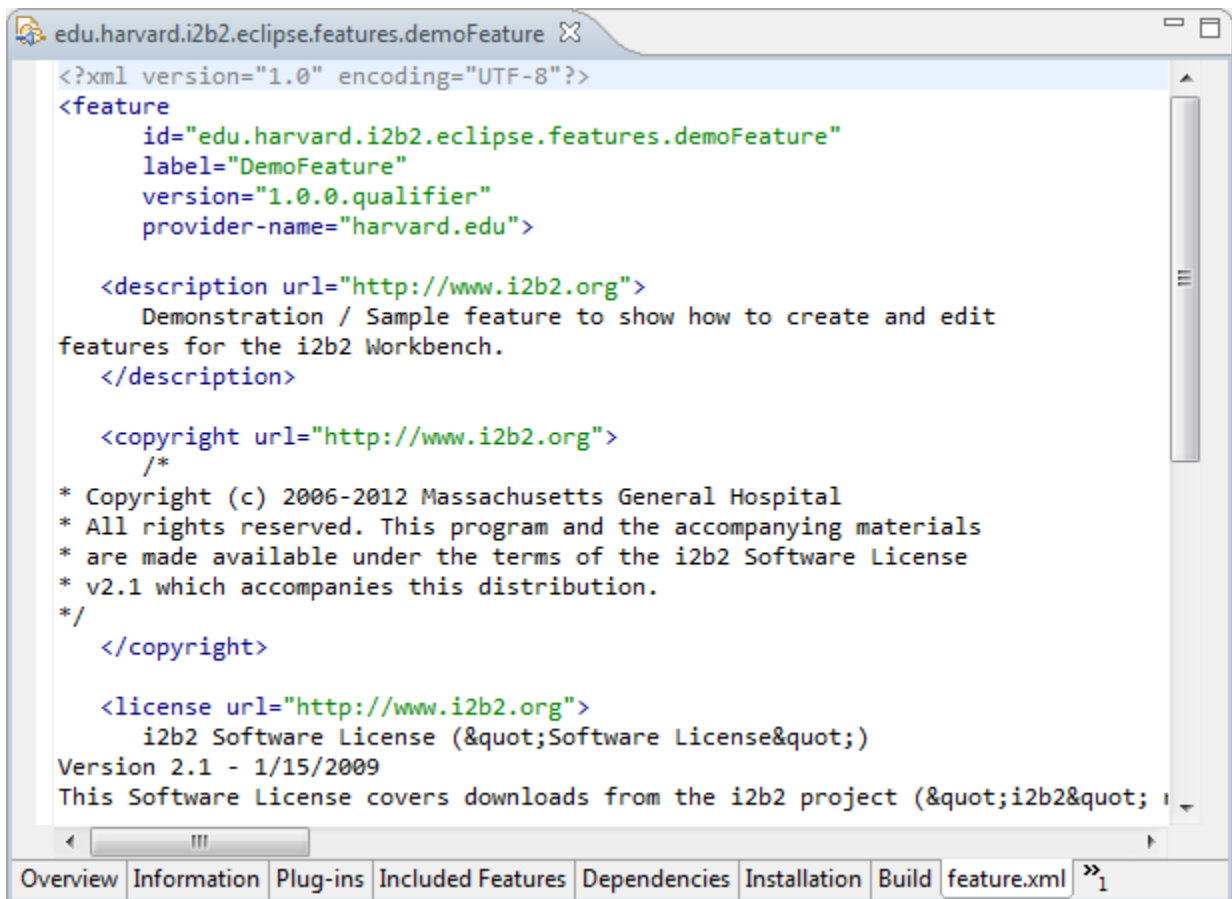 edu.harvard.i2b2.eclipse.features.demoFeature
<?xml version="1.0" encoding="UTF-8"?>
<feature
      id="edu.harvard.i2b2.eclipse.features.demoFeature"
      label="DemoFeature"
      version="1.0.0.qualifier"
      provider-name="harvard.edu">

   <description url="http://www.i2b2.org">
      Demonstration / Sample feature to show how to create and edit
features for the i2b2 Workbench.
   </description>

   <copyright url="http://www.i2b2.org">
      /*
* Copyright (c) 2006-2012 Massachusetts General Hospital
* All rights reserved. This program and the accompanying materials
* are made available under the terms of the i2b2 Software License
* v2.1 which accompanies this distribution.
*/
   </copyright>

   <license url="http://www.i2b2.org">
      i2b2 Software License (&quot;Software License&quot;)
Version 2.1 - 1/15/2009
This Software License covers downloads from the i2b2 project (&quot;i2b2&quot;
Overview Information Plug-ins Included Features Dependencies Installation Build feature.xml »1